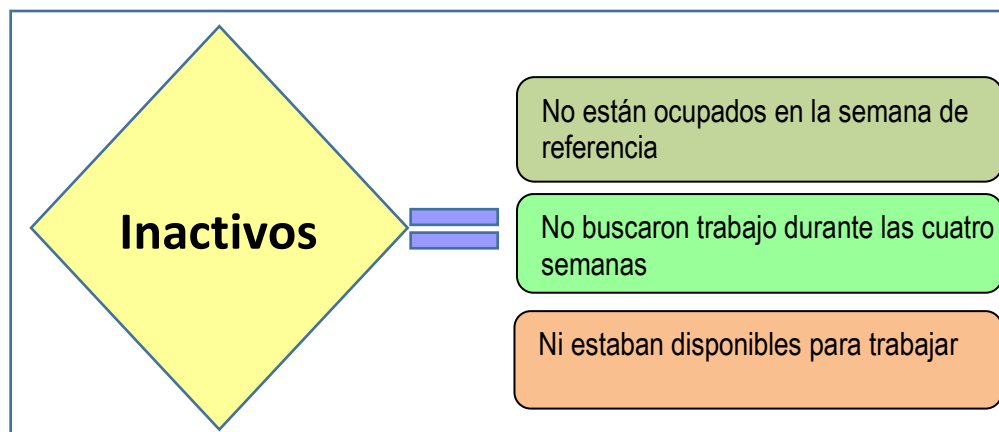 Inactivos
No están ocupados en la semana de
referencia
No buscaron trabajo durante las cuatro
semanas
Ni estaban disponibles para trabajar